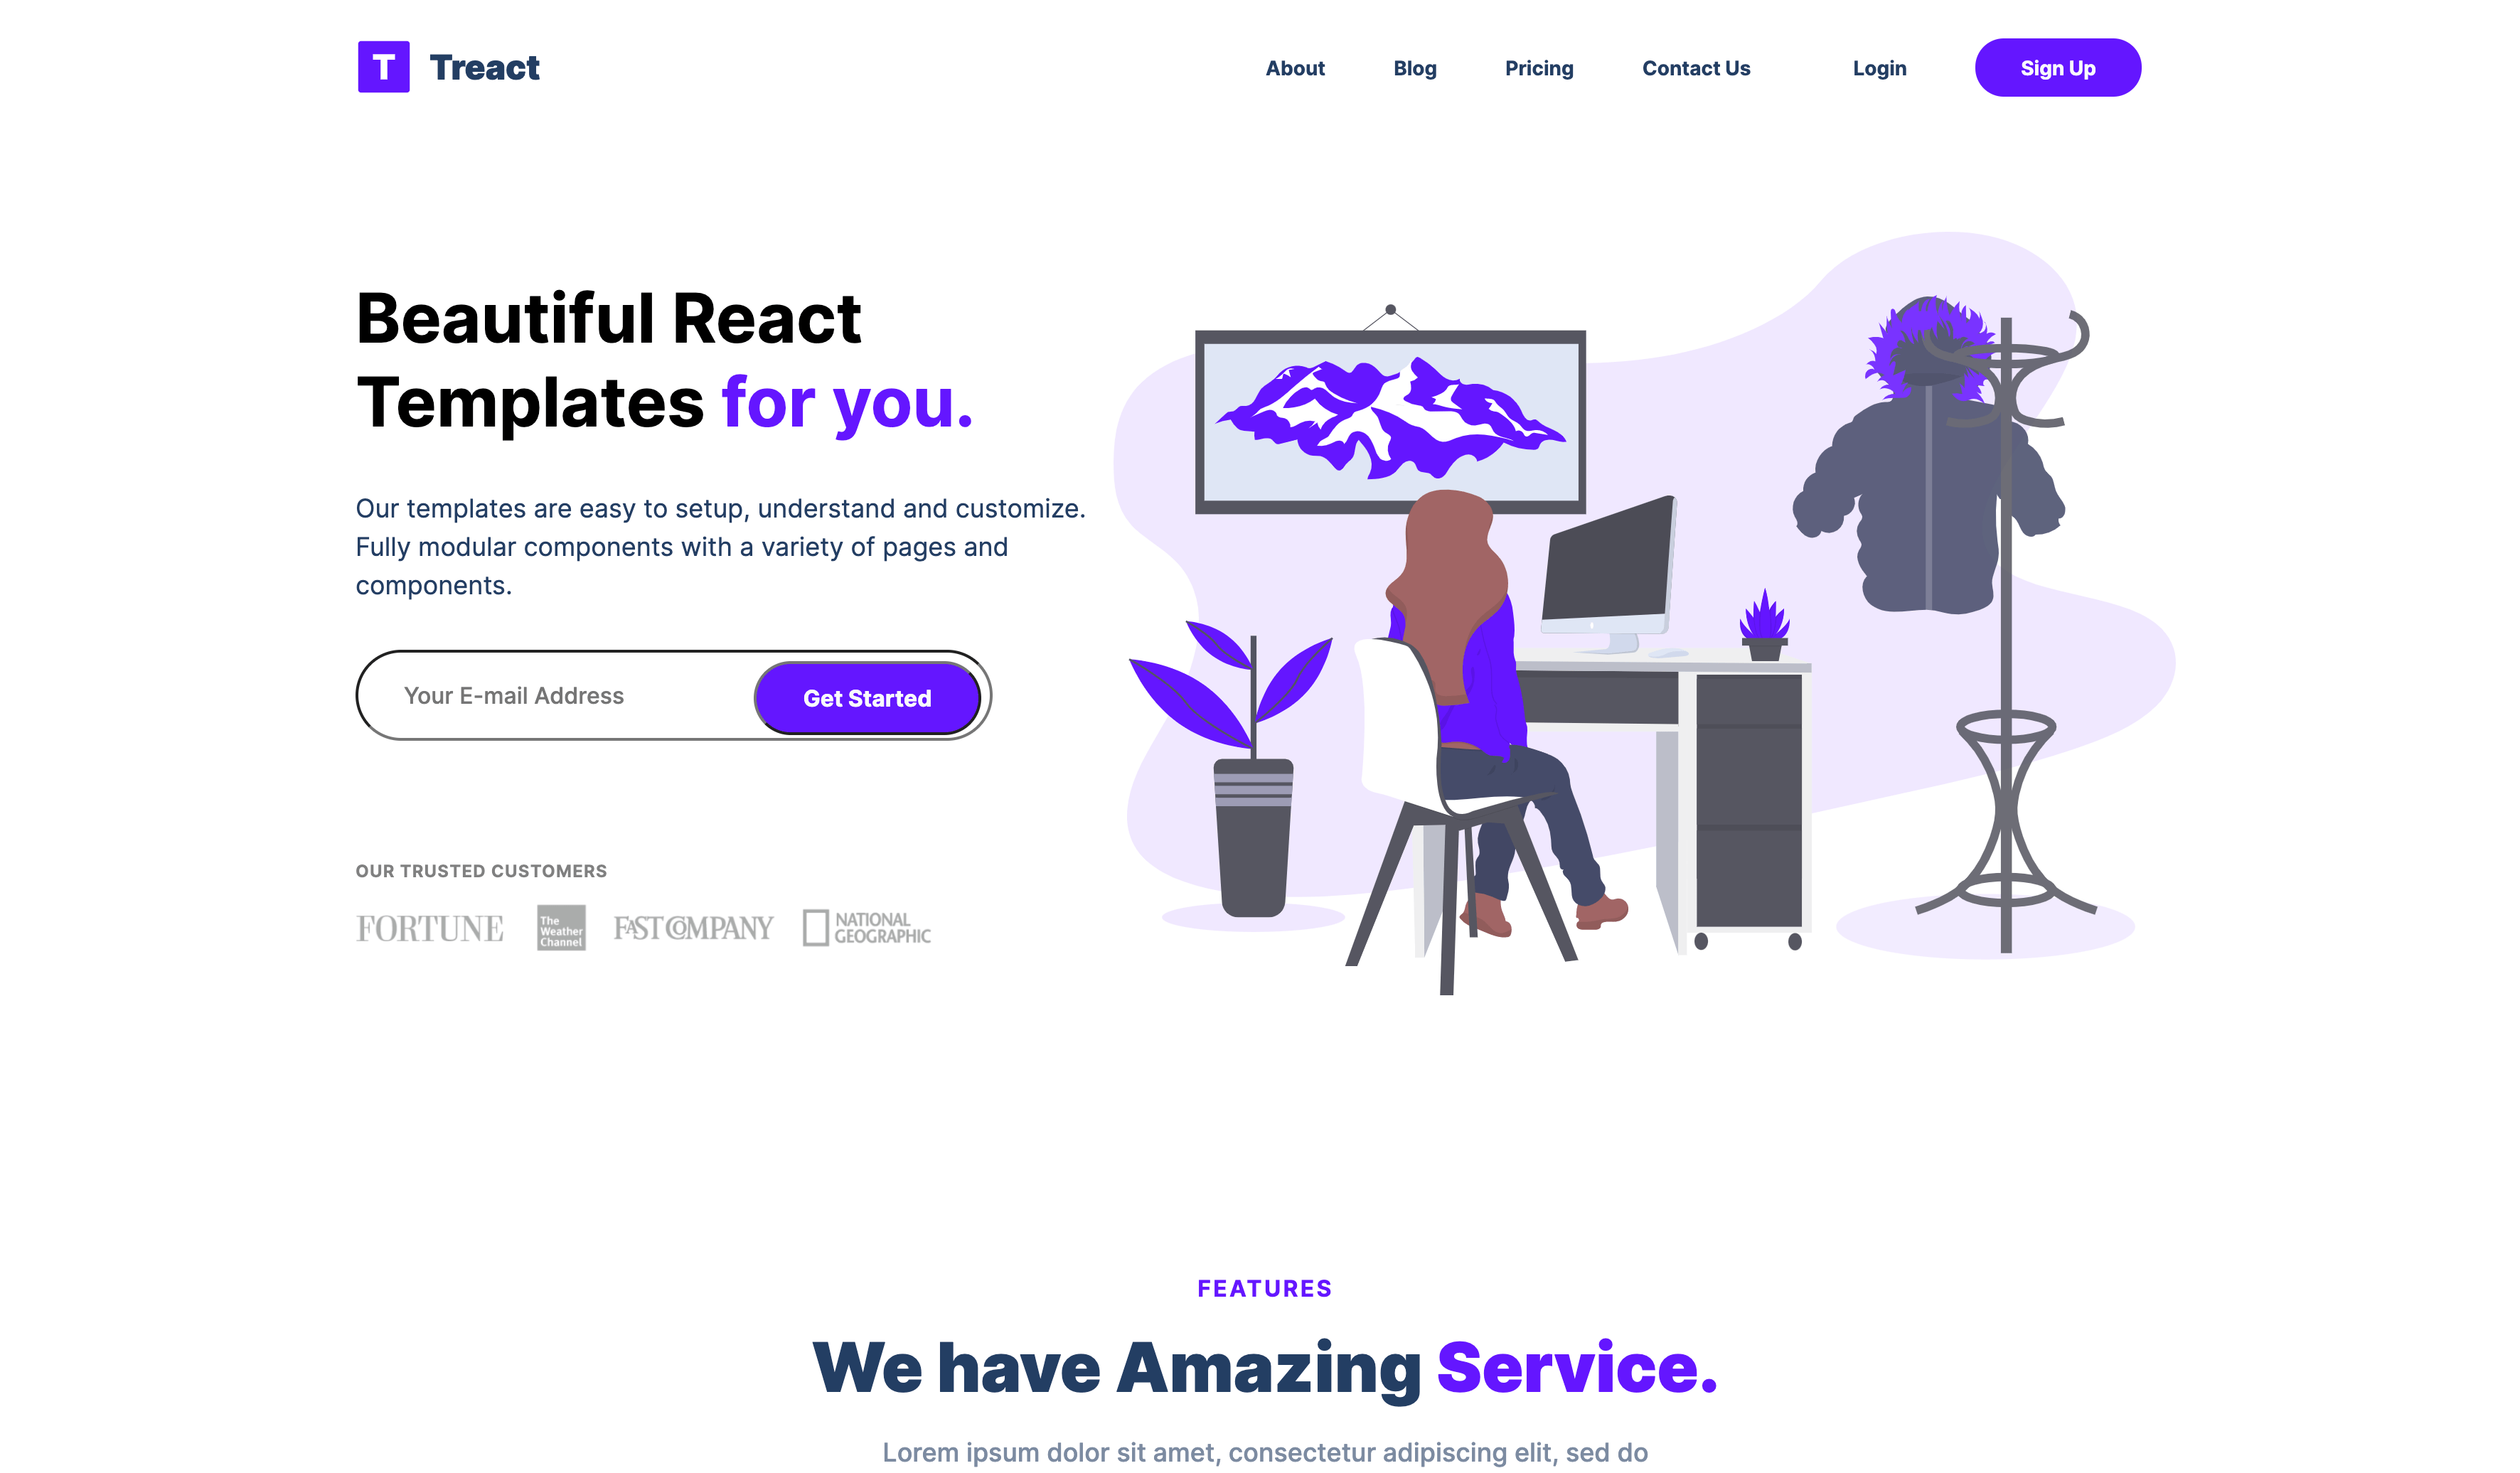 T Treact
About Blog Pricing Contact Us Login Sign Up
Beautiful React
Templates for you.
Our templates are easy to setup, understand and customize.
Fully modular components with a variety of pages and
components.
Your E-mail Address Get Started
OUR TRUSTED CUSTOMERS
FORTUNE
The
Weather
Channel
FAST COMPANY
NATIONAL
GEOGRAPHIC
FEATURES
We have Amazing Service.
Lorem ipsum dolor sit amet, consectetur adipiscing elit, sed do